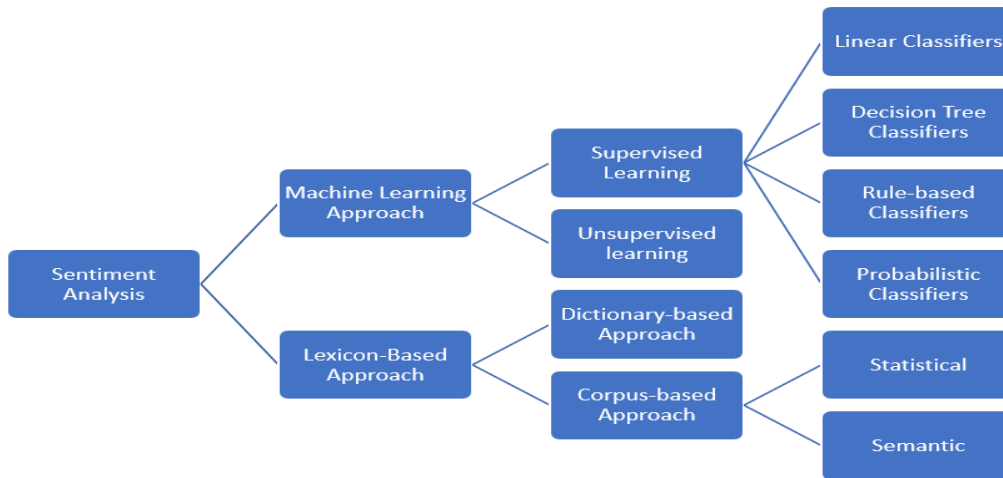 Sentiment
Analysis
Machine Learning
Approach
Lexicon-Based
Approach
Supervised
Learning
Unsupervised
learning
Dictionary-based
Approach
Corpus-based
Approach
Linear Classifiers
Decision Tree
Classifiers
Rule-based
Classifiers
Probabilistic
Classifiers
Statistical
Semantic